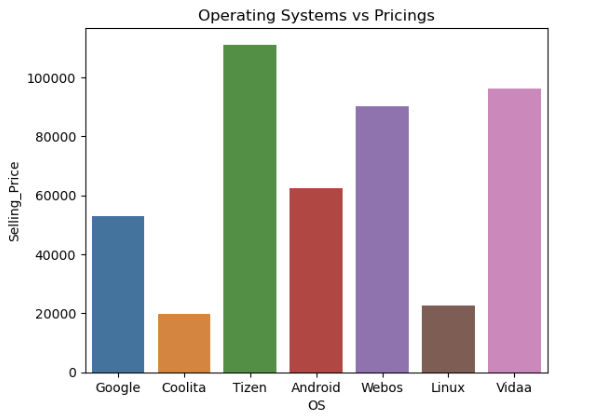 Operating Systems vs Pricings
Selling_Price
100000
80000
60000
40000
20000
0
Google Coolita Tizen Android Webos Linux Vidaa
OS